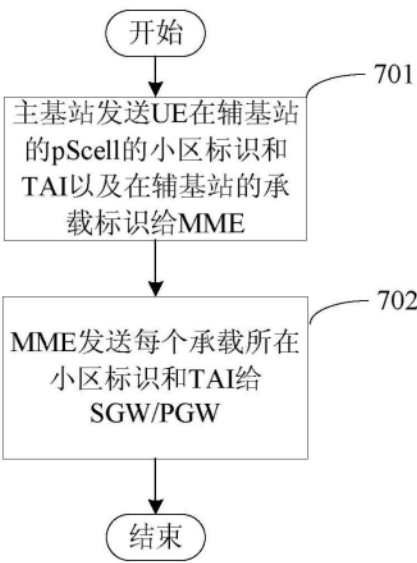 开始
701
主基站发送UE在辅基站
的pScell的小区标识和
TAI以及在辅基站的承
载标识给MME
702
MME发送每个承载所在
小区标识和TAI给
SGW/PGW
结束